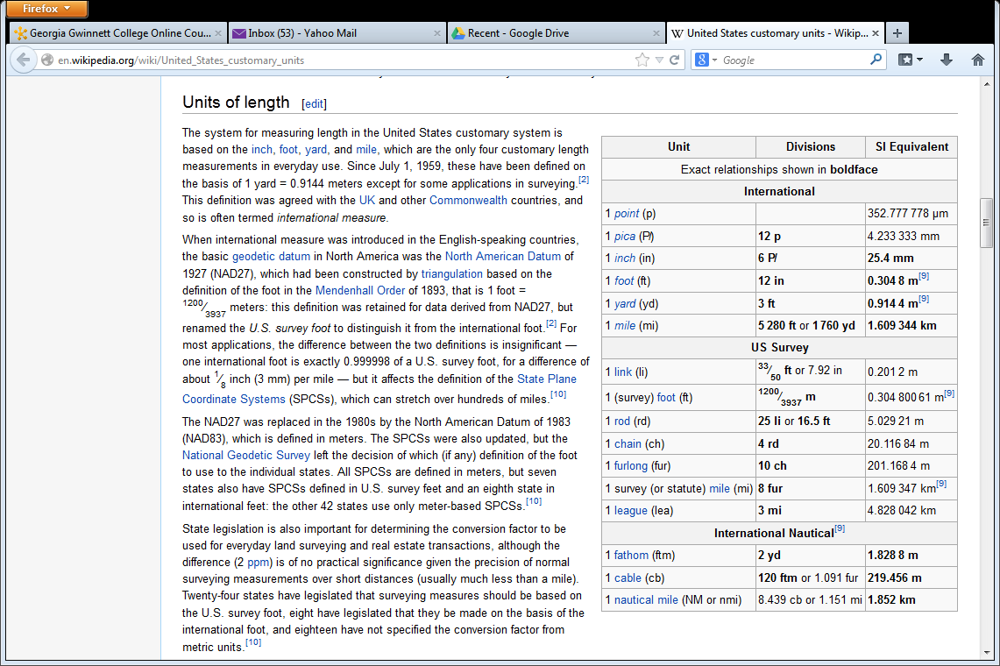 Firefox
Georgia Gwinnett College Online Cou...
Inbox (53) - Yahoo Mail
Recent - Google Drive
United States customary units - Wikip...
en.wikipedia.org/wiki/United_States_customary_units
Google
Units of length [edit]
The system for measuring length in the United States customary system is
based on the inch, foot, yard, and mile, which are the only four customary length
measurements in everyday use. Since July 1, 1959, these have been defined on
the basis of 1 yard = 0.9144 meters except for some applications in surveying.[2]
This definition was agreed with the UK and other Commonwealth countries, and
so is often termed international measure.
When international measure was introduced in the English-speaking countries,
the basic geodetic datum in North America was the North American Datum of
1927 (NAD27), which had been constructed by triangulation based on the
definition of the foot in the Mendenhall Order of 1893, that is 1 foot =
1200⁄3937 meters: this definition was retained for data derived from NAD27, but
renamed the U.S. survey foot to distinguish it from the international foot.[2] For
most applications, the difference between the two definitions is insignificant —
one international foot is exactly 0.999998 of a U.S. survey foot, for a difference of
about 1⁄8 inch (3 mm) per mile — but it affects the definition of the State Plane
Coordinate Systems (SPCSs), which can stretch over hundreds of miles.[10]
The NAD27 was replaced in the 1980s by the North American Datum of 1983
(NAD83), which is defined in meters. The SPCSs were also updated, but the
National Geodetic Survey left the decision of which (if any) definition of the foot
to use to the individual states. All SPCSs are defined in meters, but seven
states also have SPCSs defined in U.S. survey feet and an eighth state in
international feet: the other 42 states use only meter-based SPCSs.[10]
State legislation is also important for determining the conversion factor to be
used for everyday land surveying and real estate transactions, although the
difference (2 ppm) is of no practical significance given the precision of normal
surveying measurements over short distances (usually much less than a mile).
Twenty-four states have legislated that surveying measures should be based on
the U.S. survey foot, eight have legislated that they be made on the basis of the
international foot, and eighteen have not specified the conversion factor from
metric units.[10]
Unit Divisions SI Equivalent
Exact relationships shown in boldface
International
1 point (p) 352.777 778 µm
1 pica (P/) 12 p 4.233 333 mm
1 inch (in) 6 P/ 25.4 mm
1 foot (ft) 12 in 0.304 8 m[9]
1 yard (yd) 3 ft 0.914 4 m[9]
1 mile (mi) 5 280 ft or 1 760 yd 1.609 344 km
US Survey
1 link (li) 33⁄50 ft or 7.92 in 0.201 2 m
1 (survey) foot (ft) 1200⁄3937 m 0.304 800 61 m[9]
1 rod (rd) 25 li or 16.5 ft 5.029 21 m
1 chain (ch) 4 rd 20.116 84 m
1 furlong (fur) 10 ch 201.168 4 m
1 survey (or statute) mile (mi) 8 fur 1.609 347 km[9]
1 league (lea) 3 mi 4.828 042 km
International Nautical[9]
1 fathom (ftm) 2 yd 1.828 8 m
1 cable (cb) 120 ftm or 1.091 fur 219.456 m
1 nautical mile (NM or nmi) 8.439 cb or 1.151 mi 1.852 km